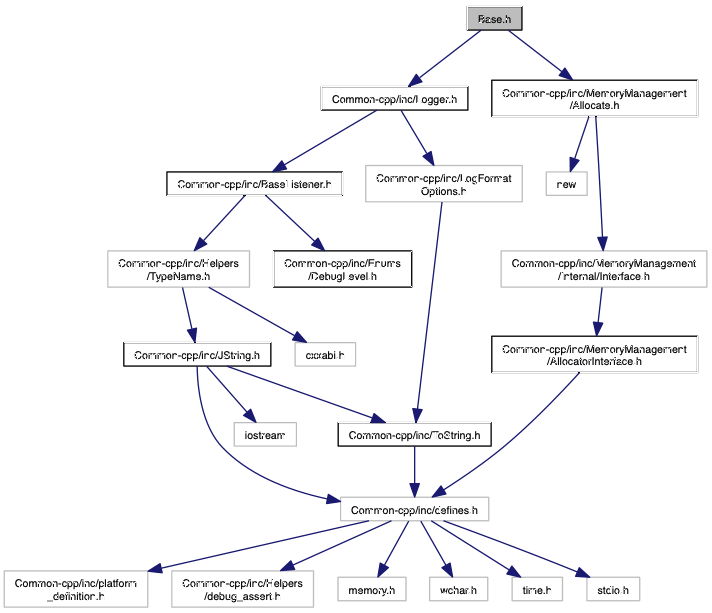 Base.h
Common-cpp/inc/Logger.h
Common-cpp/inc/MemoryManagement
/Allocate.h
Common-cpp/inc/BaseListener.h
Common-cpp/inc/LogFormat
Options.h
new
Common-cpp/inc/Helpers
/TypeName.h
Common-cpp/inc/Enums
/DebugLevel.h
Common-cpp/inc/MemoryManagement
/Internal/Interface.h
Common-cpp/inc/JString.h
cxxabi.h
Common-cpp/inc/MemoryManagement
/AllocatorInterface.h
iostream
Common-cpp/inc/ToString.h
Common-cpp/inc/defines.h
Common-cpp/inc/platform
_definition.h
Common-cpp/inc/Helpers
/debug_assert.h
memory.h
wchar.h
time.h
stdio.h